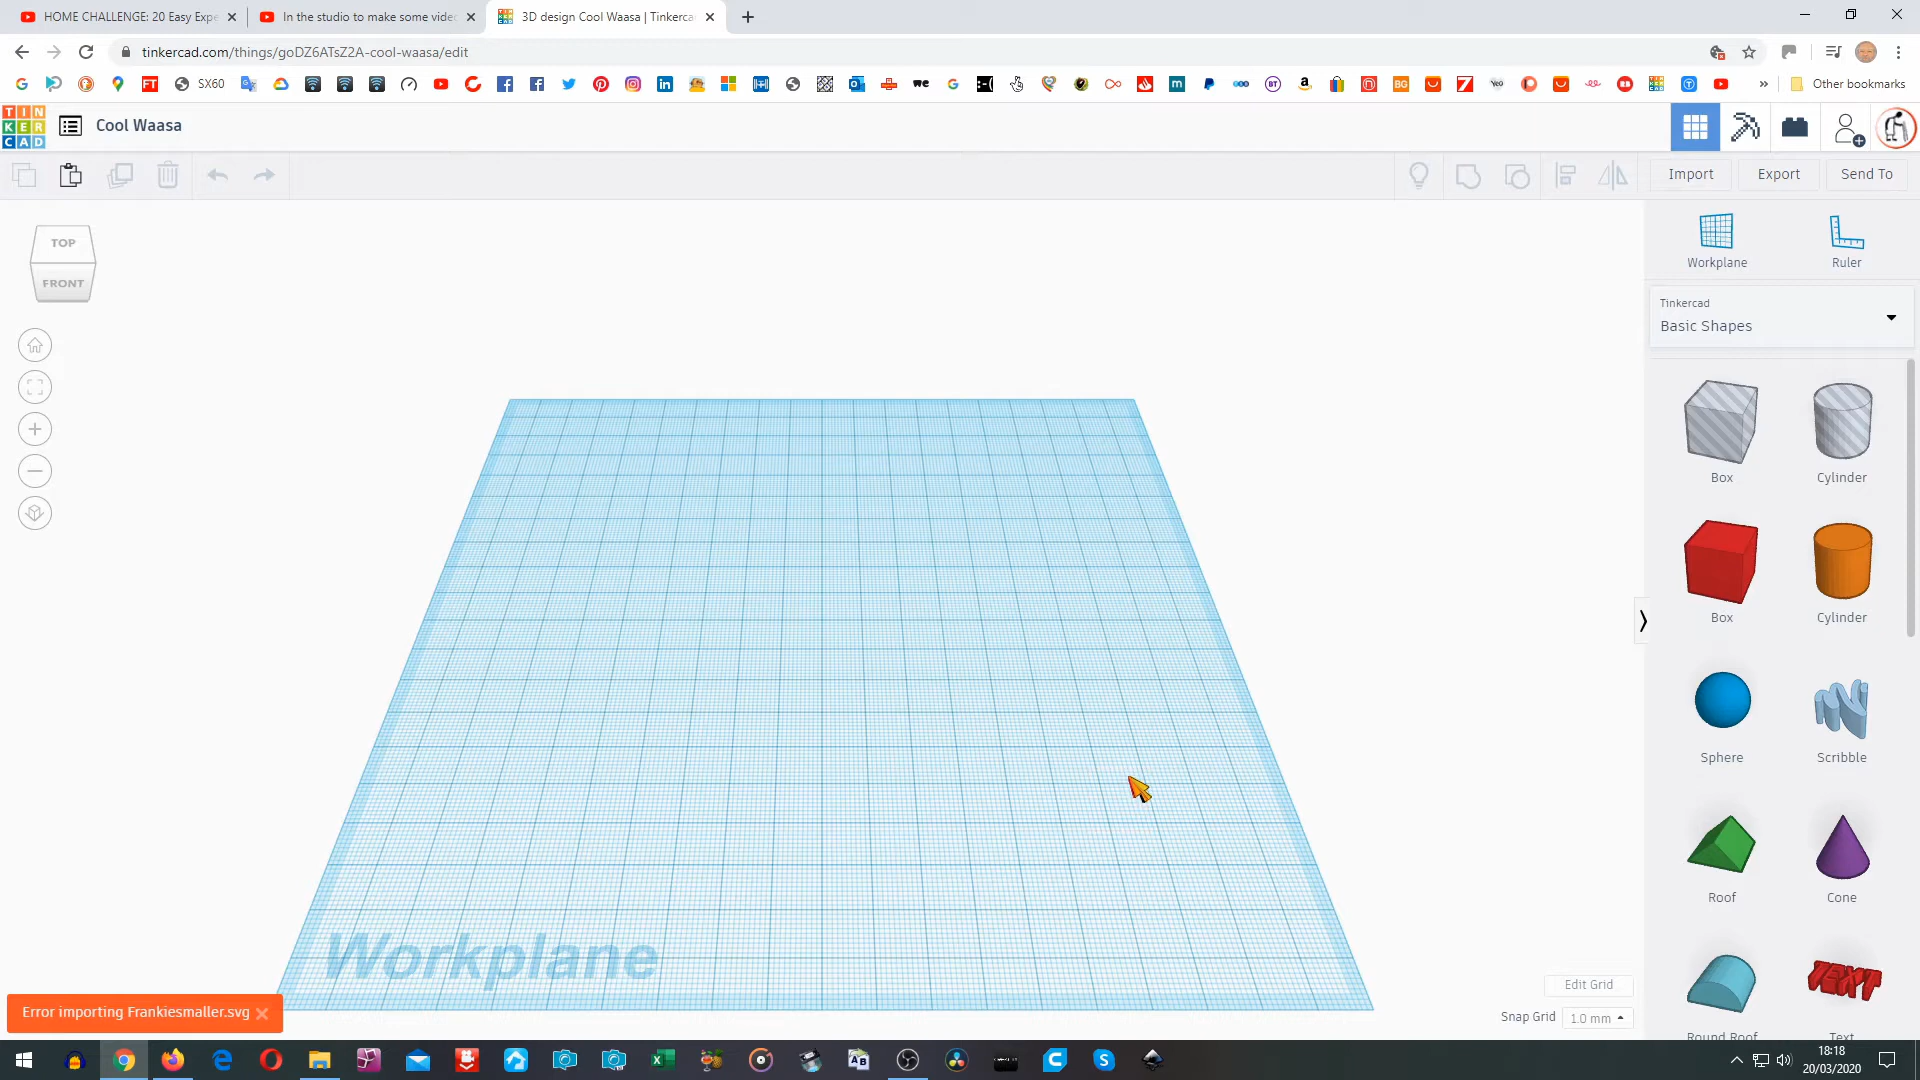 HOME CHALLENGE: 20 Easy Expe
In the studio to make some video
3D design Cool Waasa | Tinkerca
tinkercad.com/things/goDZ6ATsZ2A-cool-waasa/edit
SX60
Other bookmarks
TIN
KER
CAD
Cool Waasa
Import
Export
Send To
TOP
FRONT
Workplane
Ruler
Tinkercad
Basic Shapes
Box
Cylinder
Box
Cylinder
Sphere
Scribble
Roof
Cone
TEXT
Round Roof
Text
Workplane
Edit Grid
Snap Grid
1.0 mm
Error importing Frankiesmaller.svg
18:18
20/03/2020